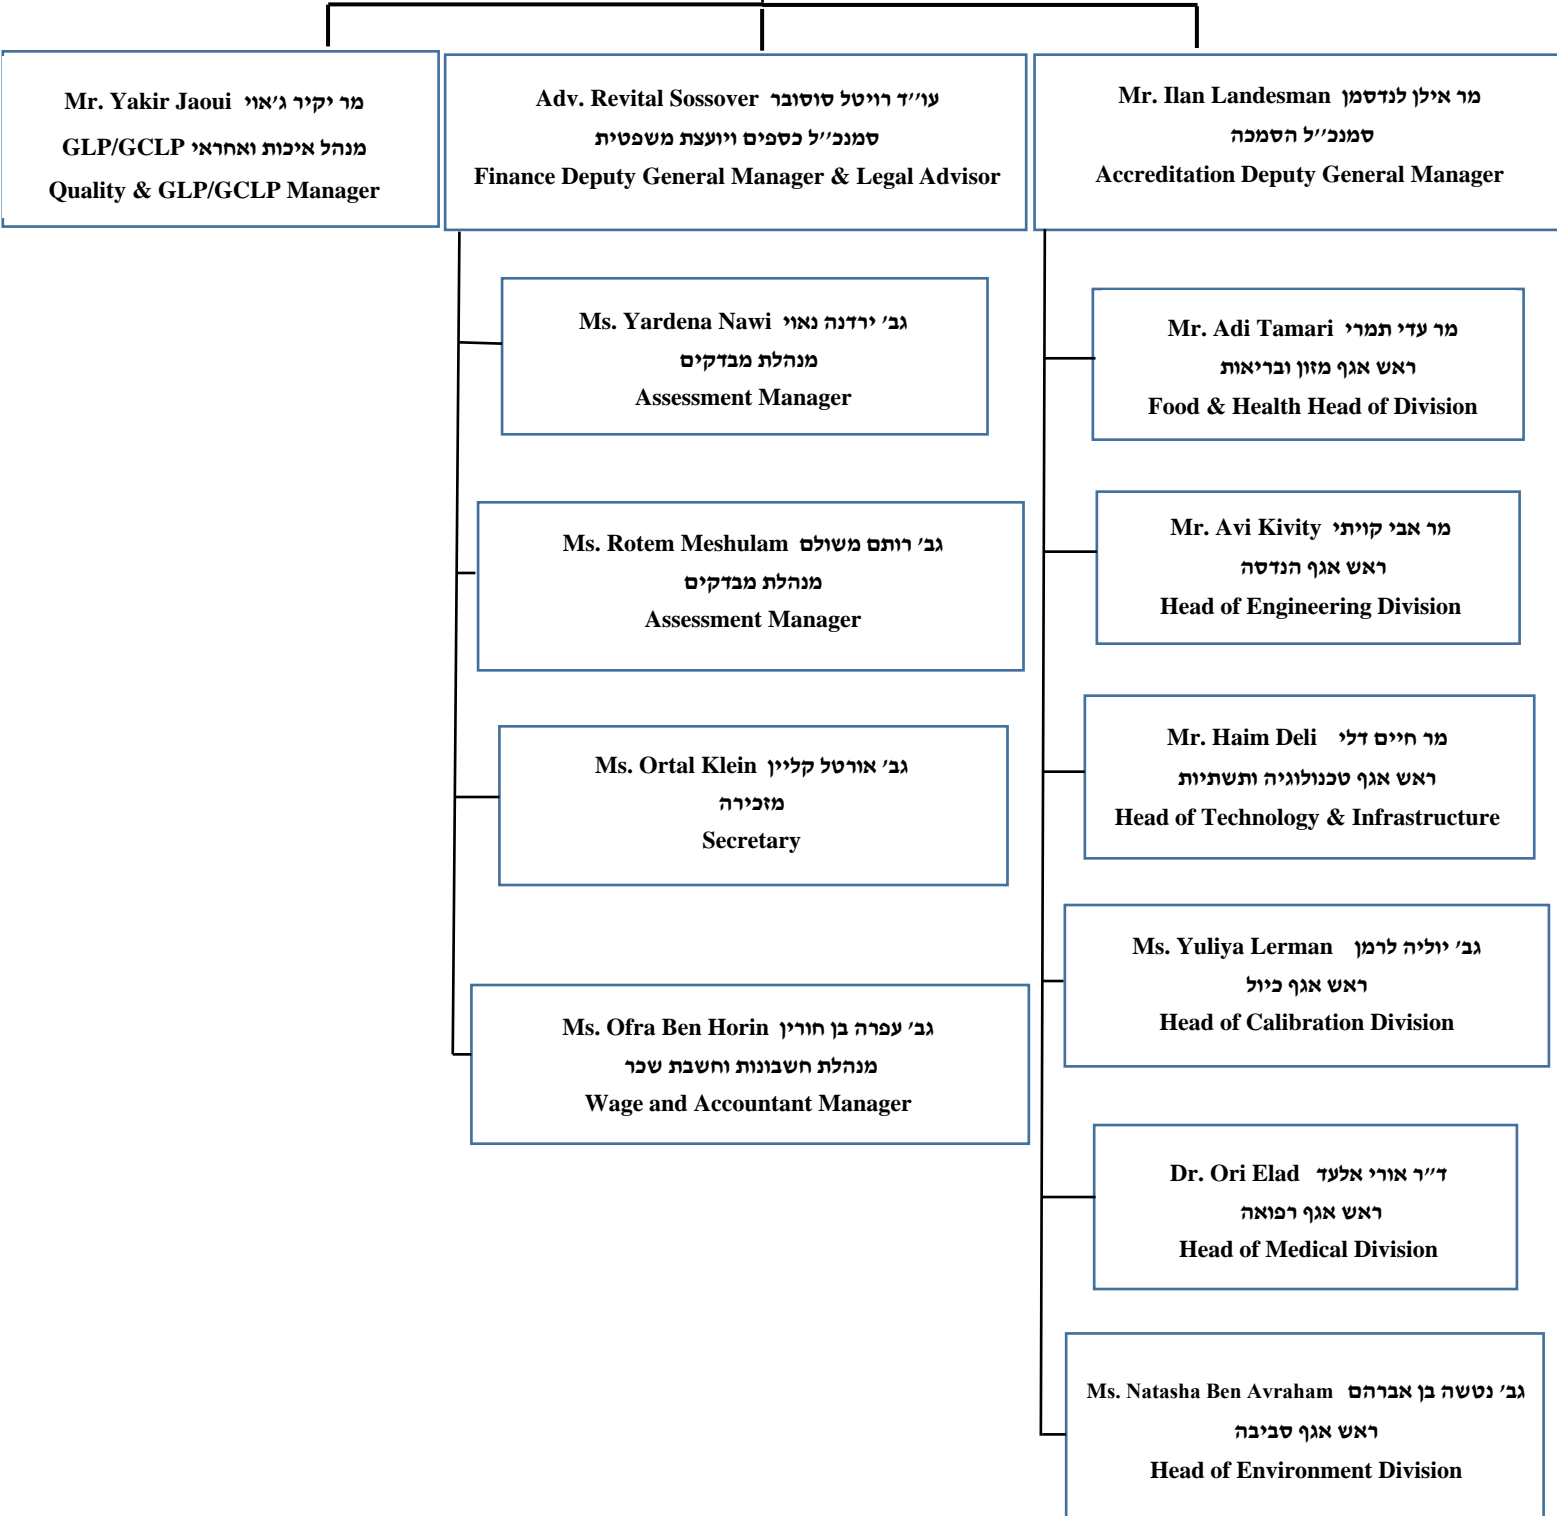 Mr. Yakir Jaoui מר יקיר ג'אוי
מנהל איכות ואחראי GLP/GCLP
Quality & GLP/GCLP Manager
Adv. Revital Sossover עו''ד רויטל סוסובר
סמנכ''ל כספים ויועצת משפטית
Finance Deputy General Manager & Legal Advisor
Mr. Ilan Landesman מר אילן לנדסמן
סמנכ''ל הסמכה
Accreditation Deputy General Manager
Ms. Yardena Nawi גב' ירדנה נאוי
מנהלת מבדקים
Assessment Manager
Ms. Rotem Meshulam גב' רותם משולם
מנהלת מבדקים
Assessment Manager
Ms. Ortal Klein גב' אורטל קליין
מזכירה
Secretary
Ms. Ofra Ben Horin גב' עפרה בן חורין
מנהלת חשבונות וחשבת שכר
Wage and Accountant Manager
Mr. Adi Tamari מר עדי תמרי
ראש אגף מזון ובריאות
Food & Health Head of Division
Mr. Avi Kivity מר אבי קויתי
ראש אגף הנדסה
Head of Engineering Division
Mr. Haim Deli מר חיים דלי
ראש אגף טכנולוגיה ותשתיות
Head of Technology & Infrastructure
Ms. Yuliya Lerman גב' יוליה לרמן
ראש אגף כיול
Head of Calibration Division
Dr. Ori Elad ד''ר אורי אלעד
ראש אגף רפואה
Head of Medical Division
Ms. Natasha Ben Avraham גב' נטשה בן אברהם
ראש אגף סביבה
Head of Environment Division